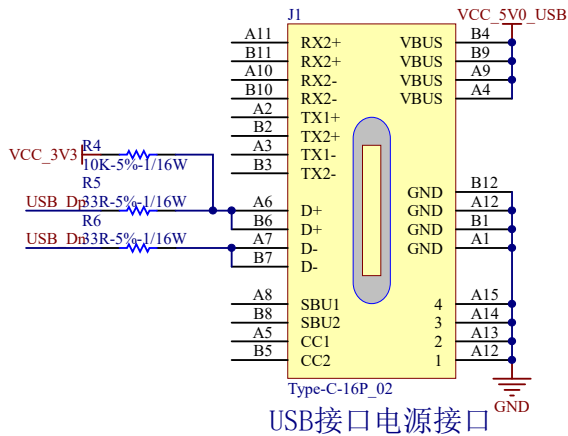 J1
VCC_5V0_USB
A11 RX2+ VBUS B4
B11 RX2+ VBUS B9
A10 RX2- VBUS A9
B10 RX2- VBUS A4
A2 TX1+
B2 TX2+
A3 TX1-
B3 TX2-
R4
VCC_3V3 10K-5%-1/16W
R5
USB_Dp 33R-5%-1/16W
R6
USB_Dn 33R-5%-1/16W
GND B12
A6 D+ GND A12
B6 D+ GND B1
A7 D- GND A1
B7 D-
A8 SBU1 4 A15
B8 SBU2 3 A14
A5 CC1 2 A13
B5 CC2 1 A12
Type-C-16P_02
GND
USB接口电源接口